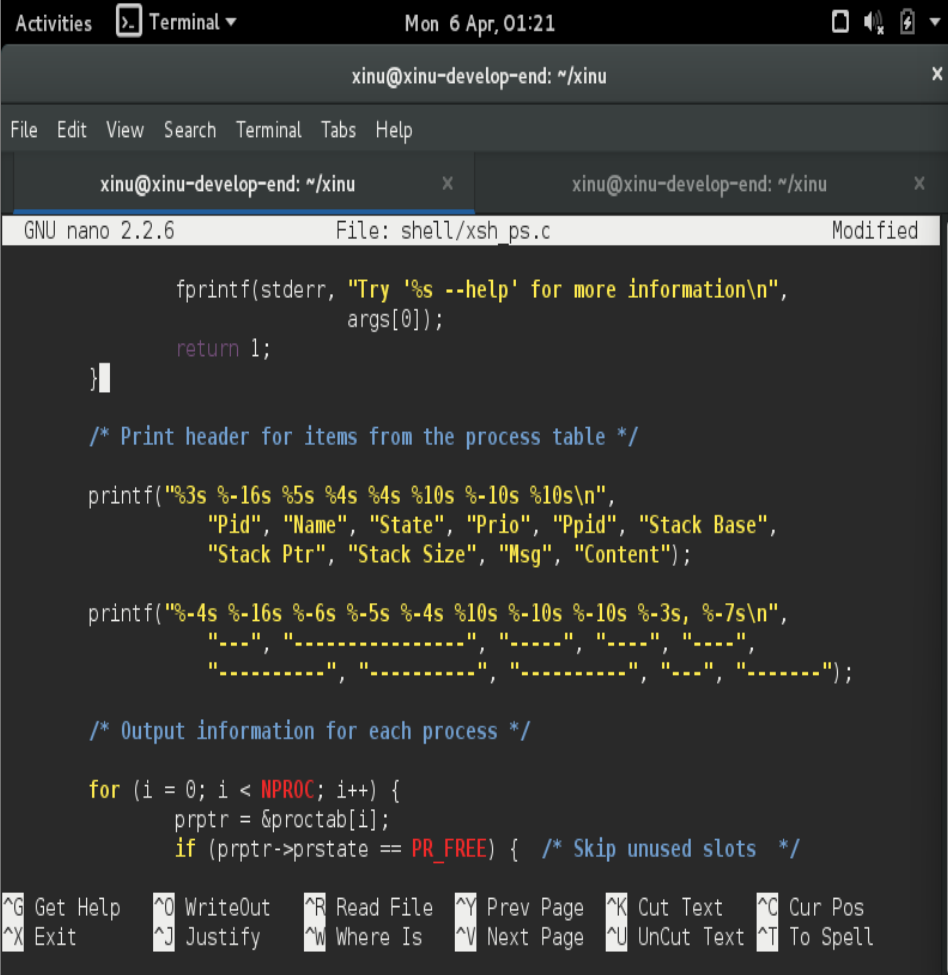 Activities Terminal Mon 6 Apr, 01:21
xinu@xinu-develop-end: ~/xinu x
File Edit View Search Terminal Tabs Help
xinu@xinu-develop-end: ~/xinu x xinu@xinu-develop-end: ~/xinu x
GNU nano 2.2.6 File: shell/xsh_ps.c Modified
fprintf(stderr, "Try '%s --help' for more information\n",
args[0]);
return 1;
}
/* Print header for items from the process table */
printf("%3s %-16s %5s %4s %4s %10s %-10s %10s\n",
"Pid", "Name", "State", "Prio", "Ppid", "Stack Base",
"Stack Ptr", "Stack Size", "Msg", "Content");
printf("%-4s %-16s %-6s %-5s %-4s %10s %-10s %-10s %-3s, %-7s\n",
"---", "----------------", "-----", "----", "----",
"----------", "----------", "----------", "---", "-------");
/* Output information for each process */
for (i = 0; i < NPROC; i++) {
prptr = &proctab[i];
if (prptr->prstate == PR_FREE) { /* Skip unused slots */
^G Get Help ^O WriteOut ^R Read File ^Y Prev Page ^K Cut Text ^C Cur Pos
^X Exit ^J Justify ^W Where Is ^V Next Page ^U UnCut Text ^T To Spell